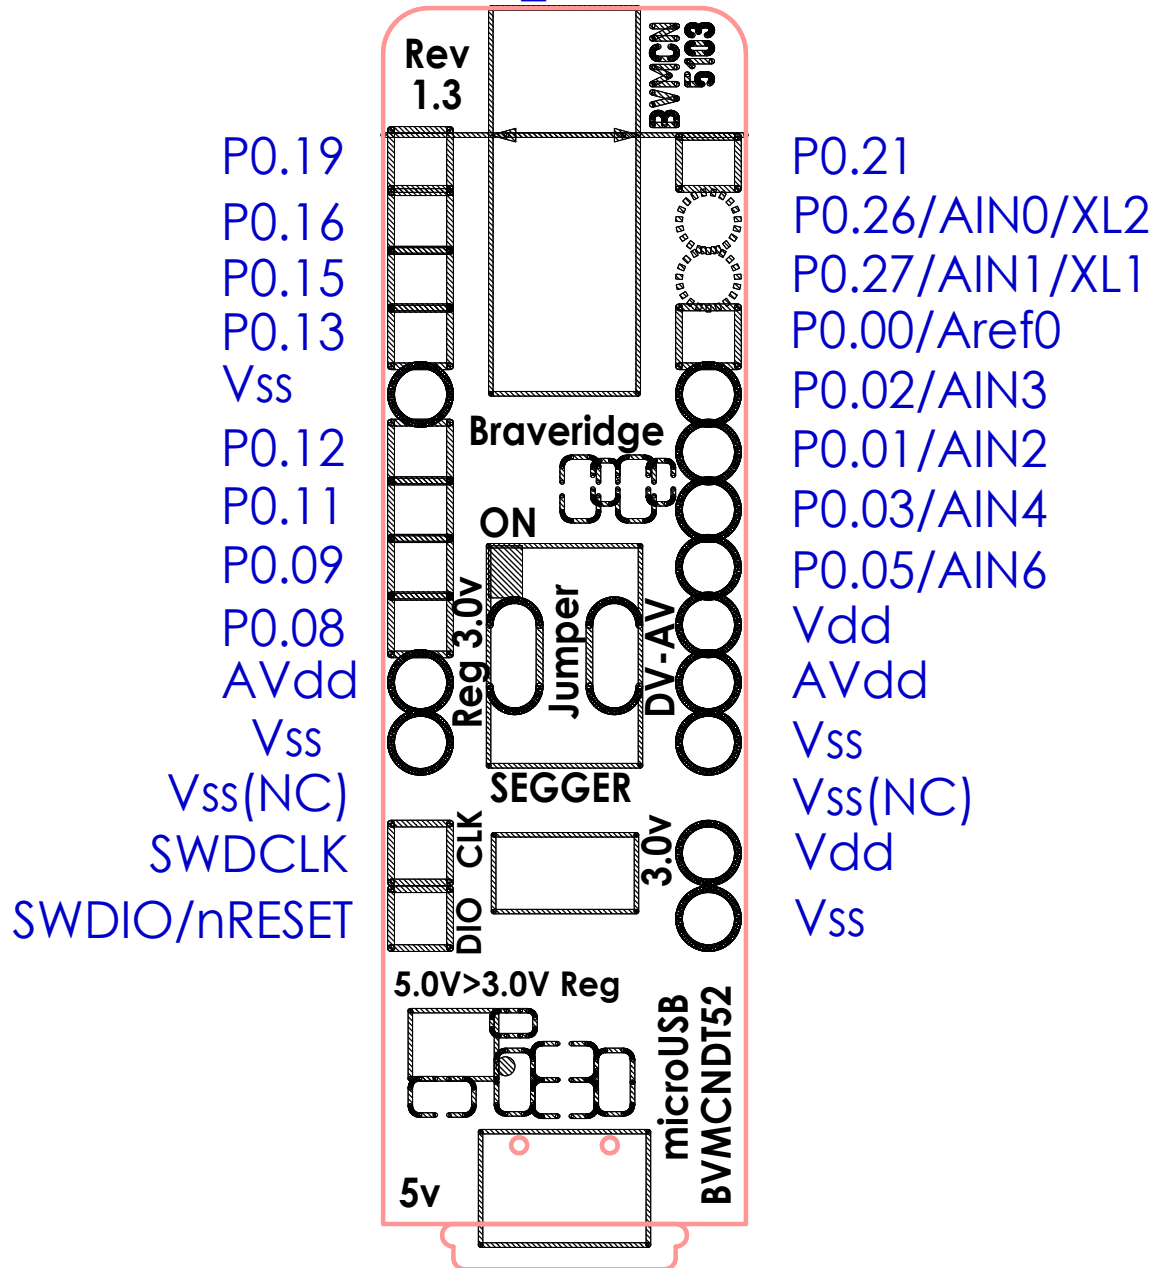 Rev
1.3
BVMCN
5103
P0.19
P0.16
P0.15
P0.13
Vss
P0.12
P0.11
P0.09
P0.08
AVdd
Vss
Vss(NC)
SWDCLK
SWDIO/nRESET
P0.21
P0.26/AIN0/XL2
P0.27/AIN1/XL1
P0.00/Aref0
P0.02/AIN3
P0.01/AIN2
P0.03/AIN4
P0.05/AIN6
Vdd
AVdd
Vss
Vss(NC)
Vdd
Vss
Braveridge
ON
Reg 3.0v
Jumper
DV-AV
SEGGER
CLK
DIO
3.0v
5.0V>3.0V Reg
microUSB
BVMCNDT52
5v